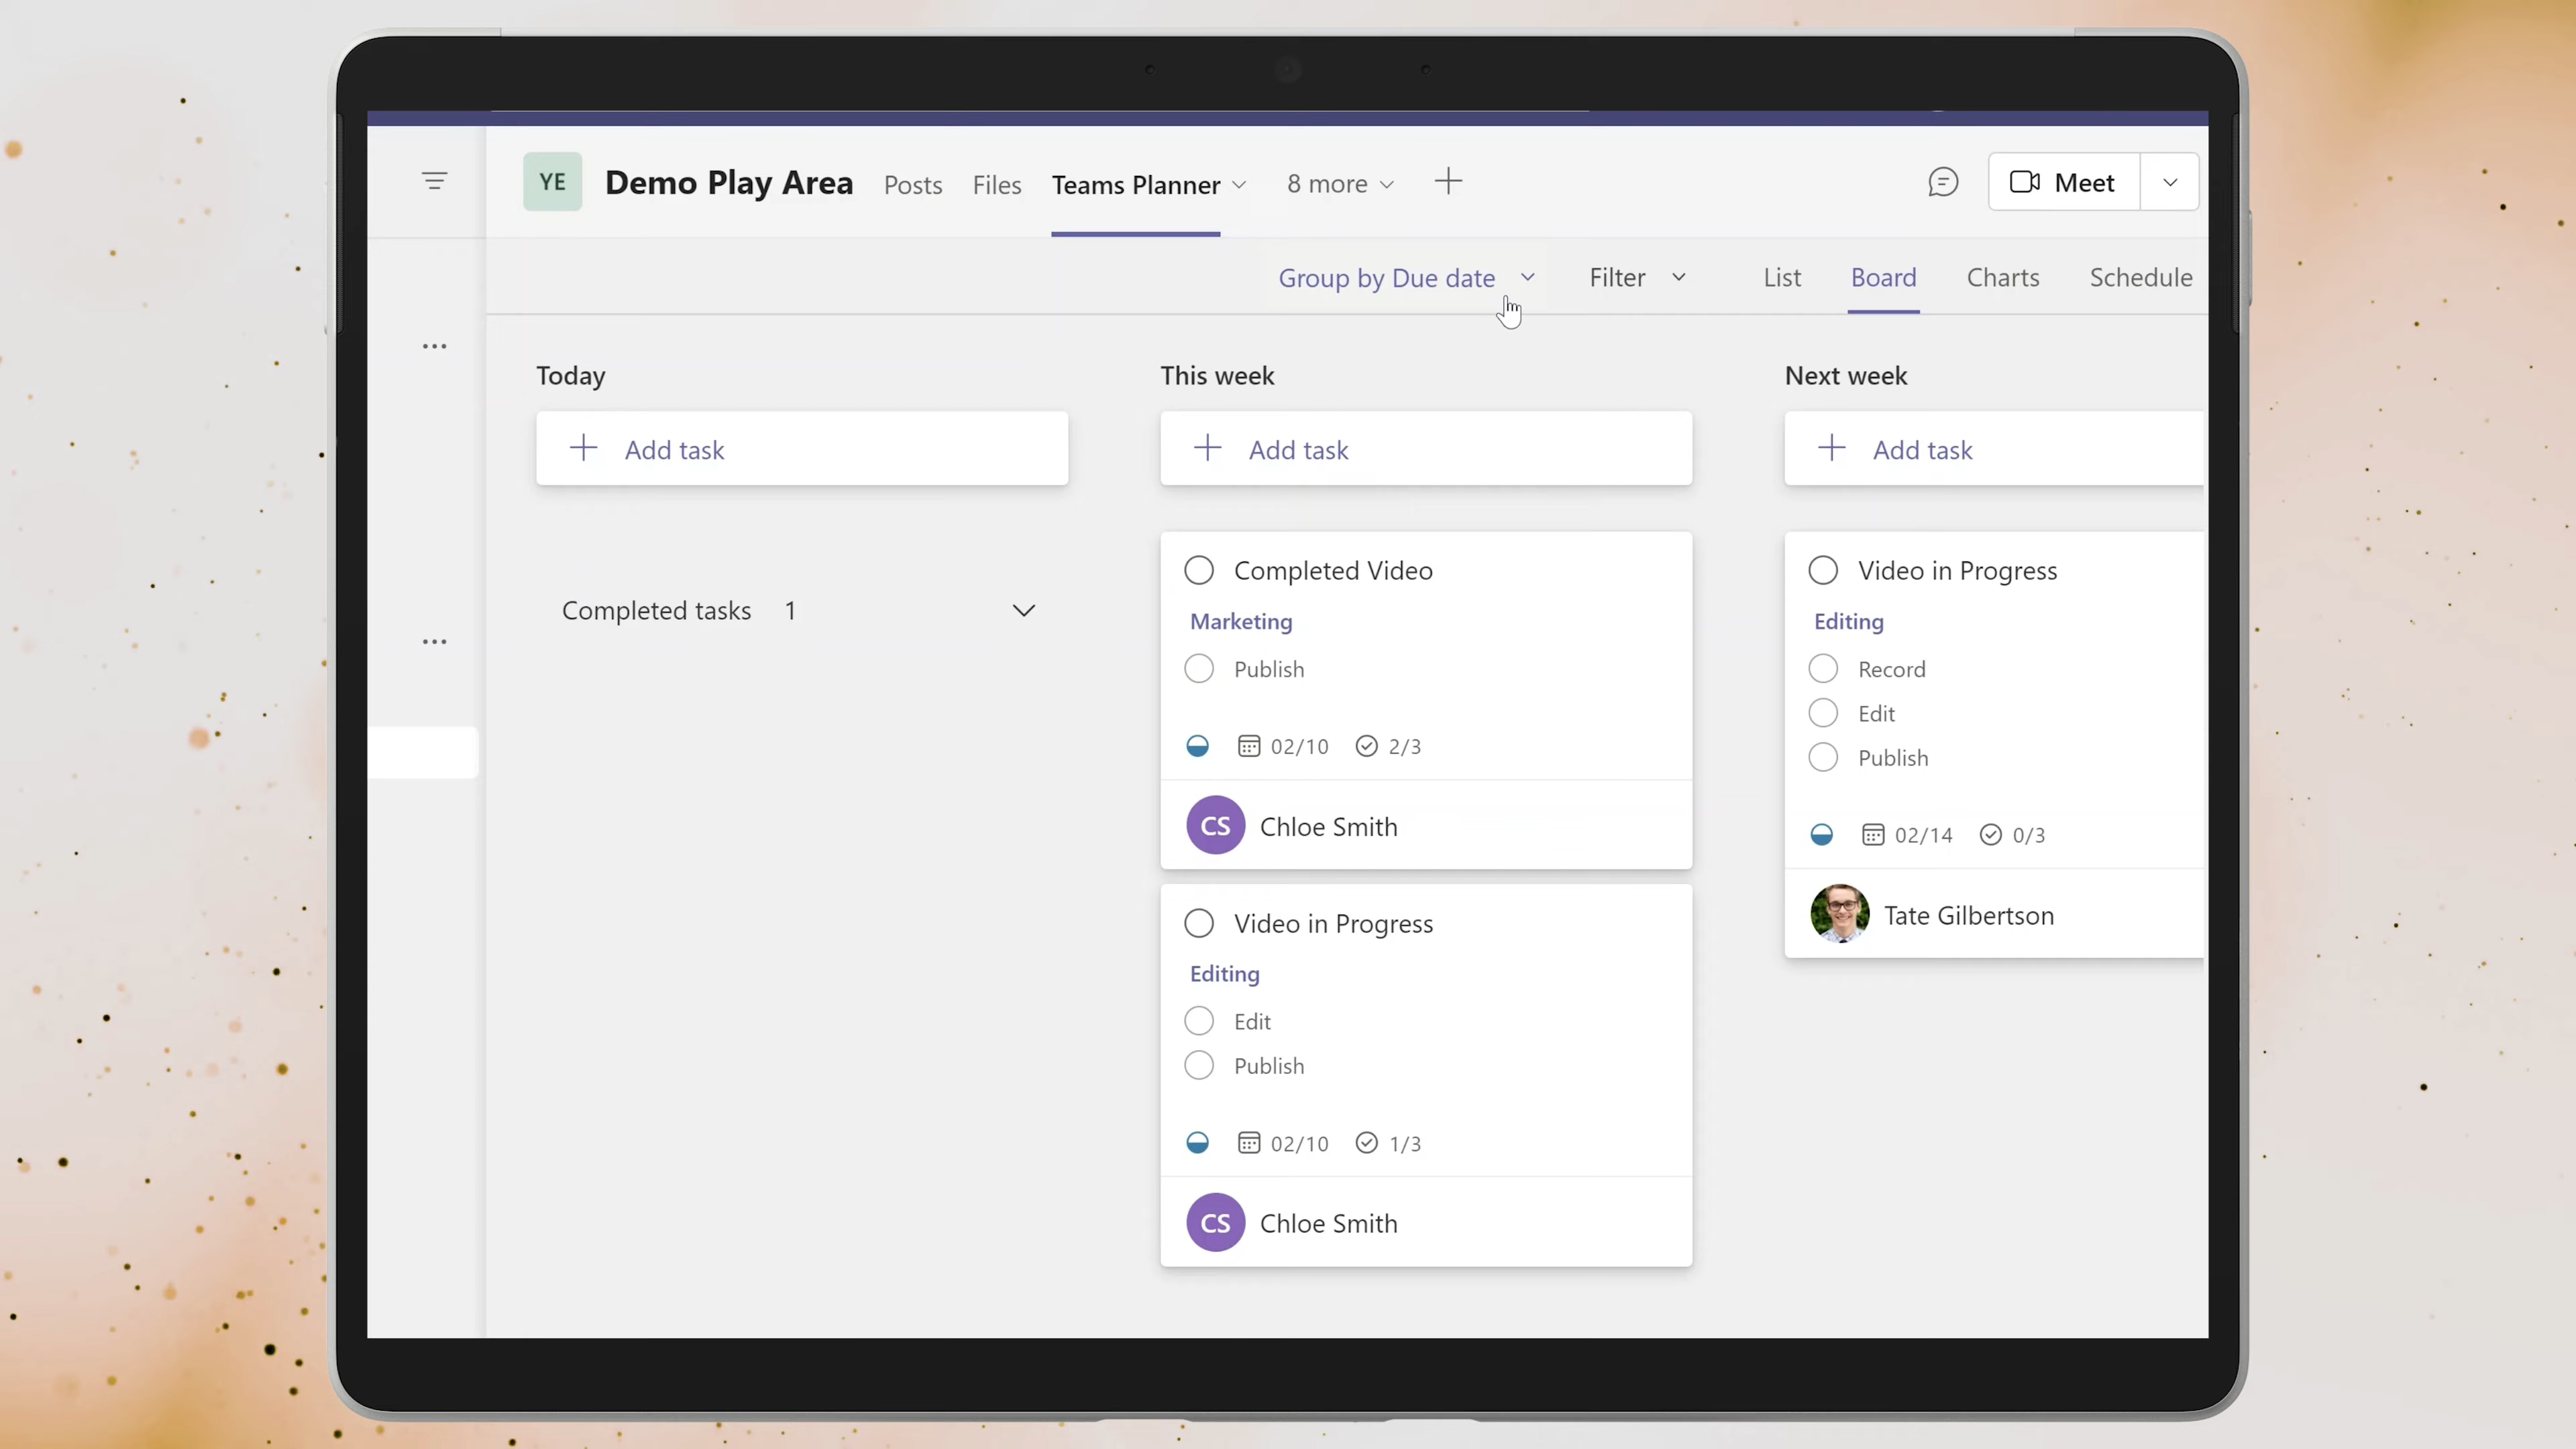 YE Demo Play Area Posts Files Teams Planner 8 more Meet
Group by Due date Filter List Board Charts Schedule
Today
Add task
Completed tasks 1
This week
Add task
Completed Video
Marketing
Publish
02/10 2/3
CS Chloe Smith
Video in Progress
Editing
Edit
Publish
02/10 1/3
CS Chloe Smith
Next week
Add task
Video in Progress
Editing
Record
Edit
Publish
02/14 0/3
Tate Gilbertson